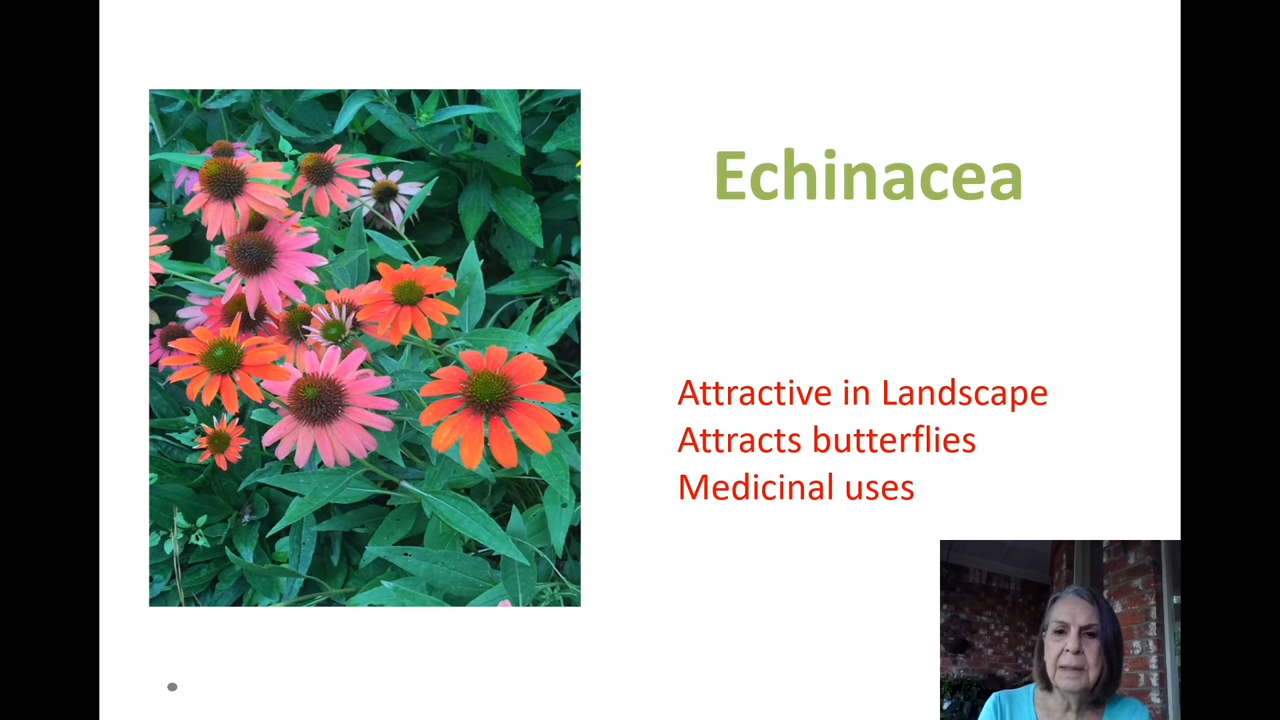 Echinacea
Attractive in Landscape
Attracts butterflies
Medicinal uses